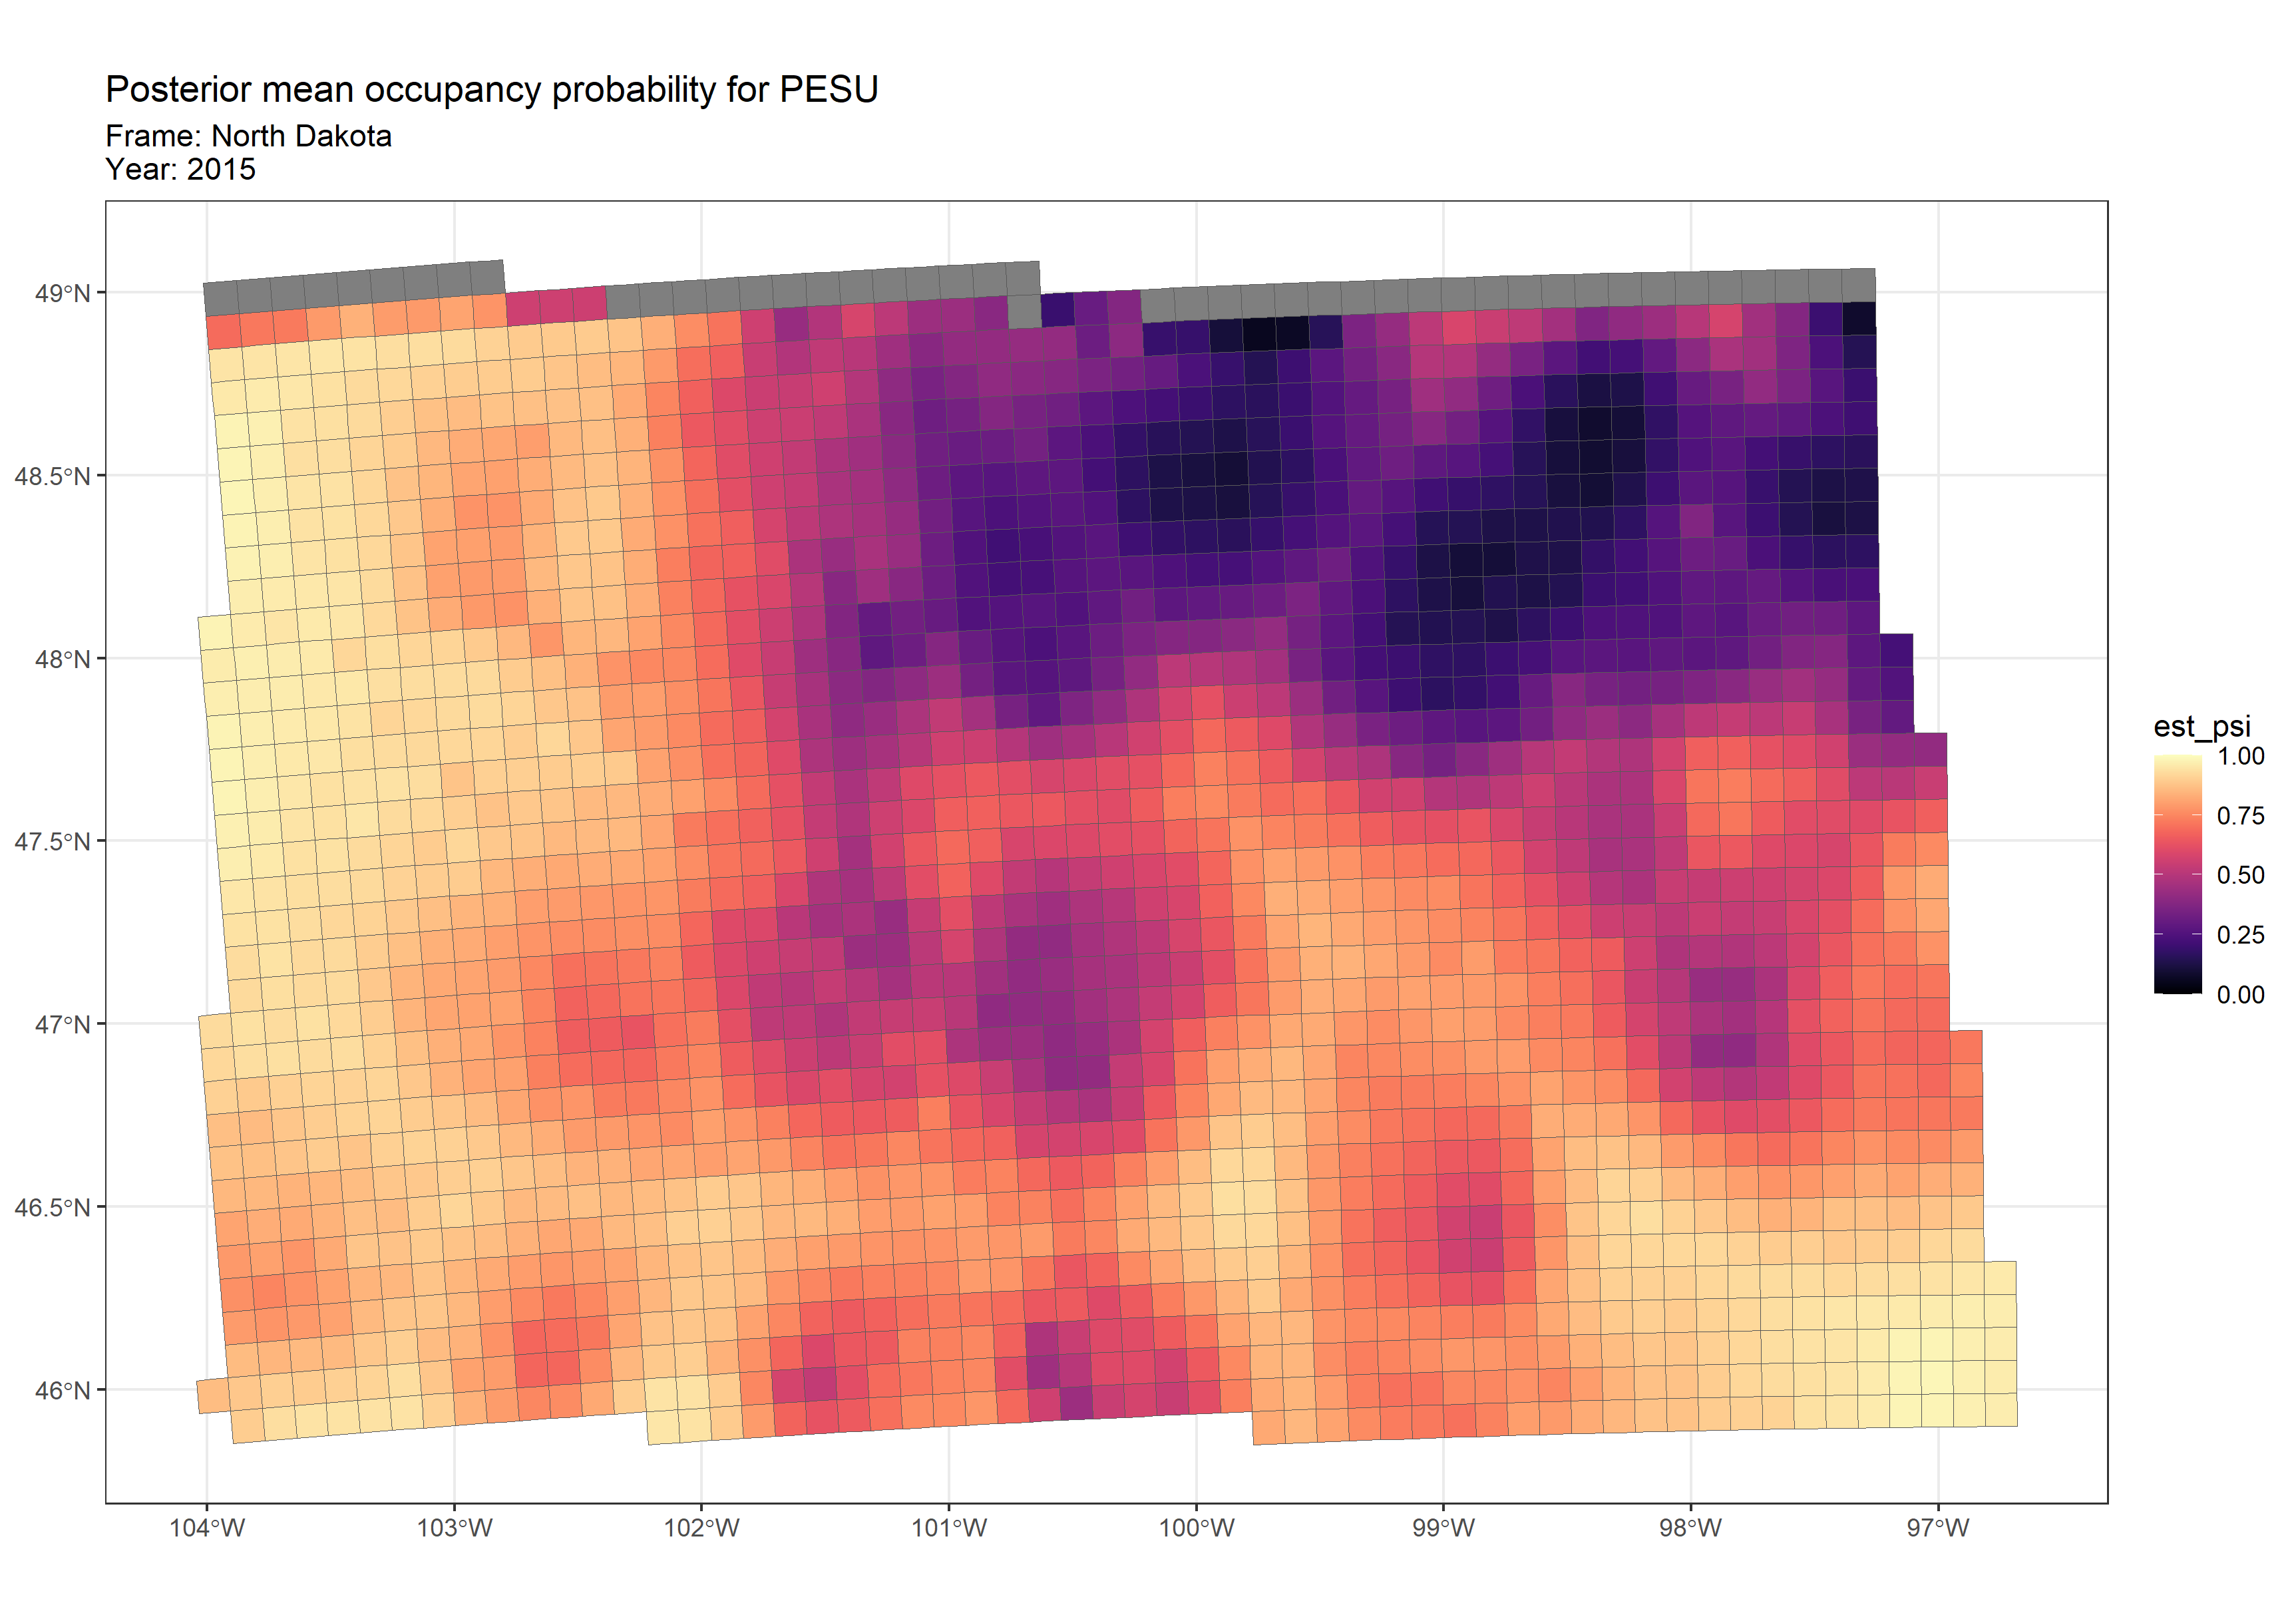 Posterior mean occupancy probability for PESU
Frame: North Dakota
Year: 2015
49°N
48.5°N
48°N
47.5°N
47°N
46.5°N
46°N
104°W
103°W
102°W
101°W
100°W
99°W
98°W
97°W
est_psi
1.00
0.75
0.50
0.25
0.00